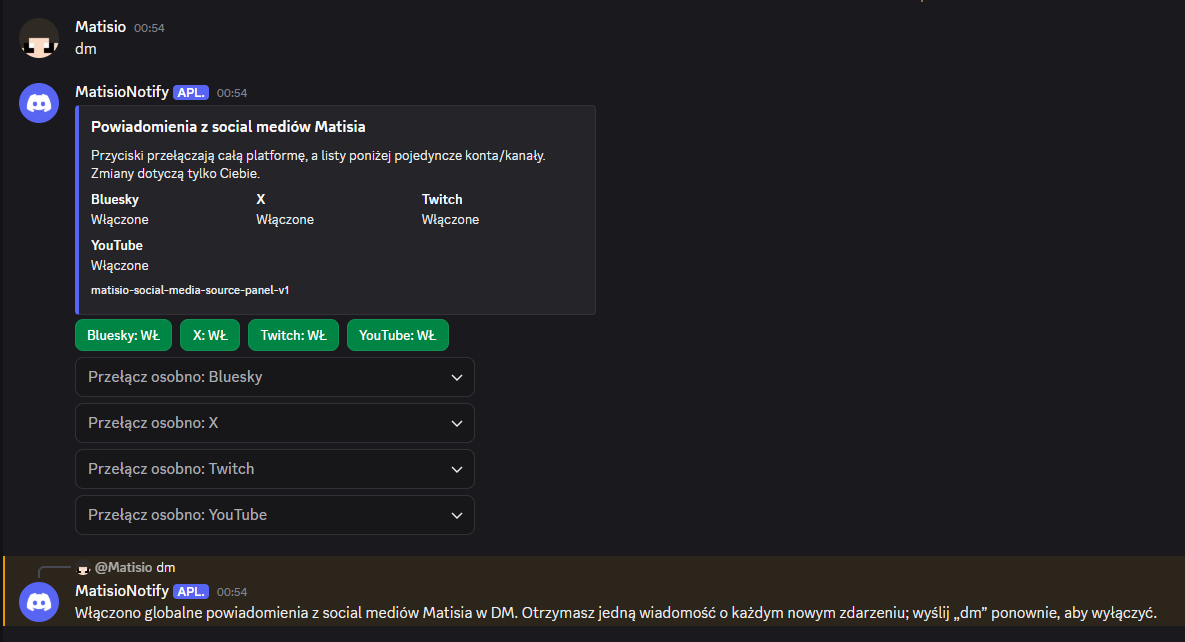 Matisio 00:54
dm
MatisioNotify APL. 00:54
Powiadomienia z social mediów Matisia
Przyciski przełączają całą platformę, a listy poniżej pojedyncze konta/kanały.
Zmiany dotyczą tylko Ciebie.
Bluesky X Twitch
Włączone Włączone Włączone
YouTube
Włączone
matisio-social-media-source-panel-v1
Bluesky: WŁ X: WŁ Twitch: WŁ YouTube: WŁ
Przełącz osobno: Bluesky
Przełącz osobno: X
Przełącz osobno: Twitch
Przełącz osobno: YouTube
@Matisio dm
MatisioNotify APL. 00:54
Włączono globalne powiadomienia z social mediów Matisia w DM. Otrzymasz jedną wiadomość o każdym nowym zdarzeniu; wyślij „dm” ponownie, aby wyłączyć.